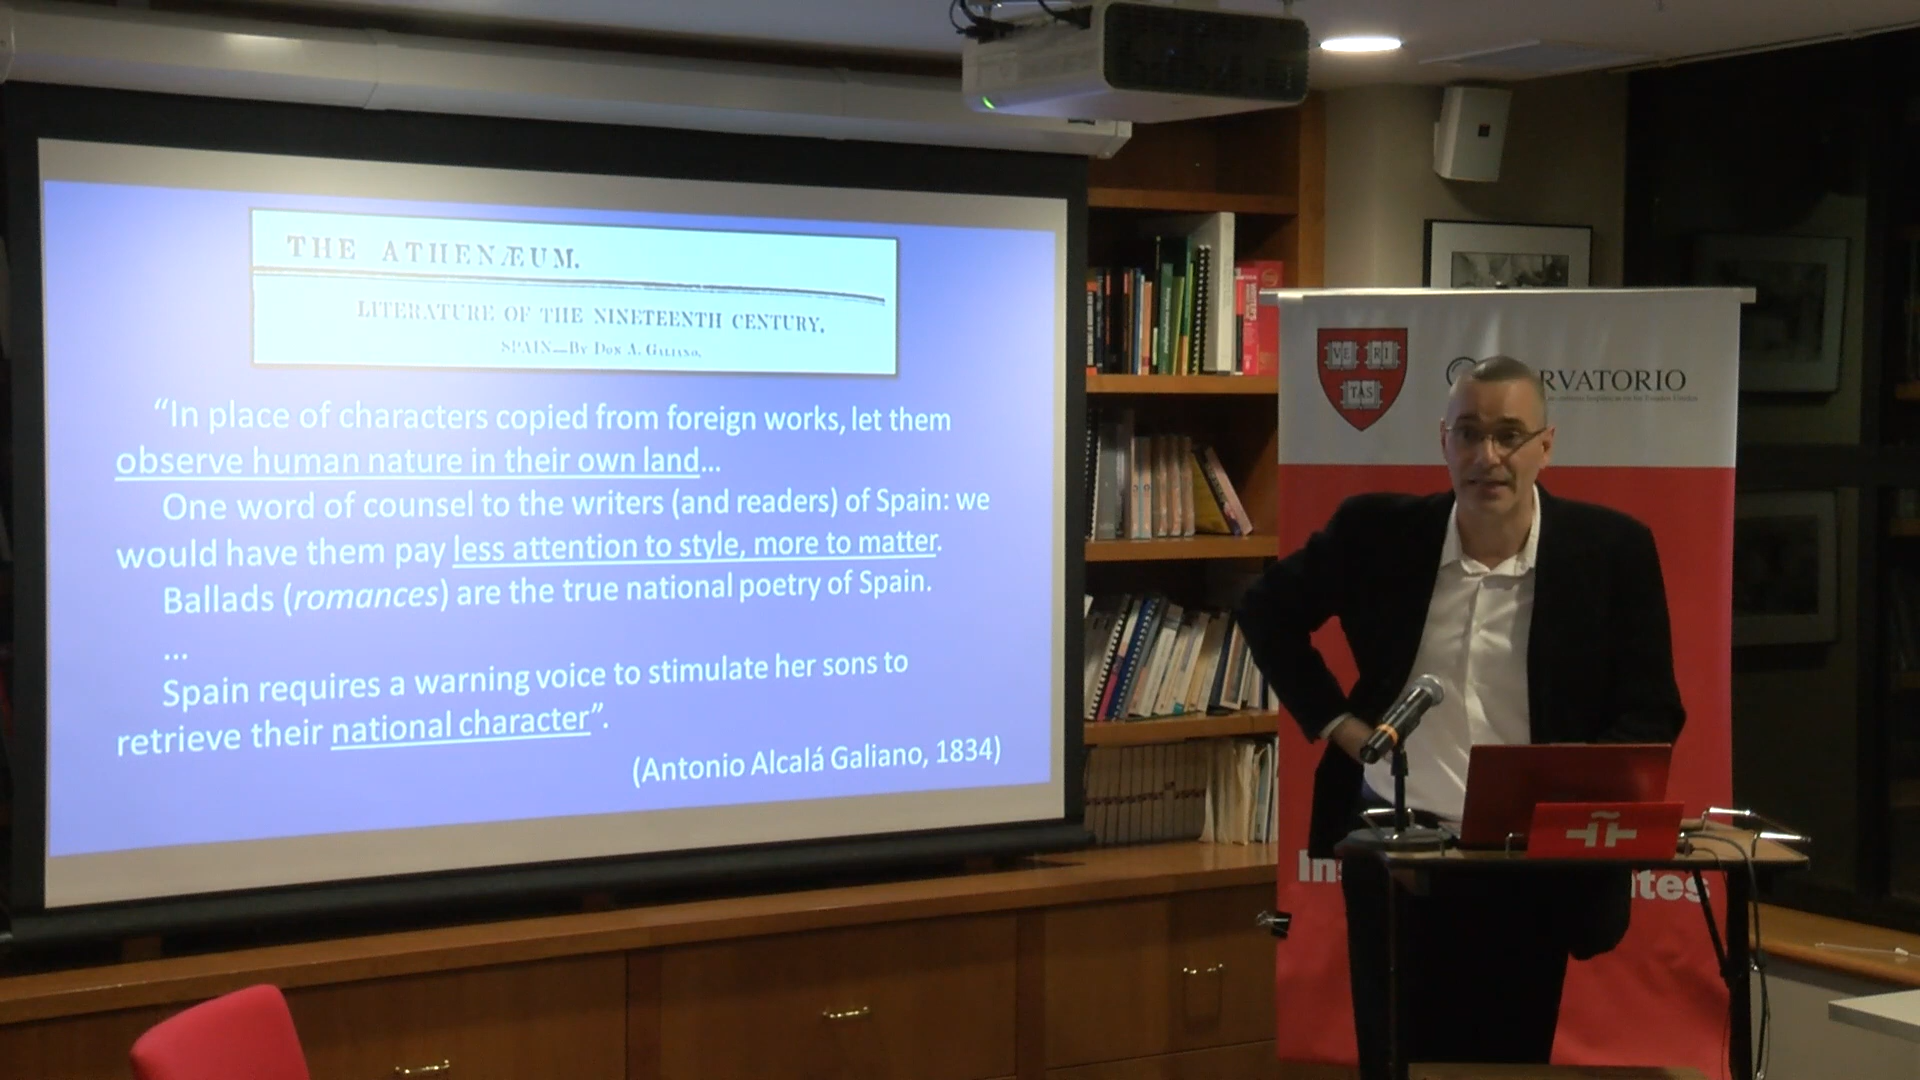 THE ATHENÆUM.
LITERATURE OF THE NINETEENTH CENTURY.
SPAIN—By Don A. Galiano.
“In place of characters copied from foreign works, let them
observe human nature in their own land...
One word of counsel to the writers (and readers) of Spain: we
would have them pay less attention to style, more to matter.
Ballads (romances) are the true national poetry of Spain.
...
Spain requires a warning voice to stimulate her sons to
retrieve their national character”.
(Antonio Alcalá Galiano, 1834)
VE RI
TAS
RVATORIO
In
ntes